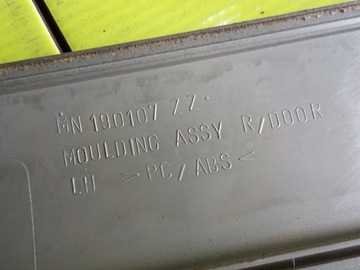 MN 190107 ZZ.
MOULDING ASSY R/DOOR
LH >PC/ABS<